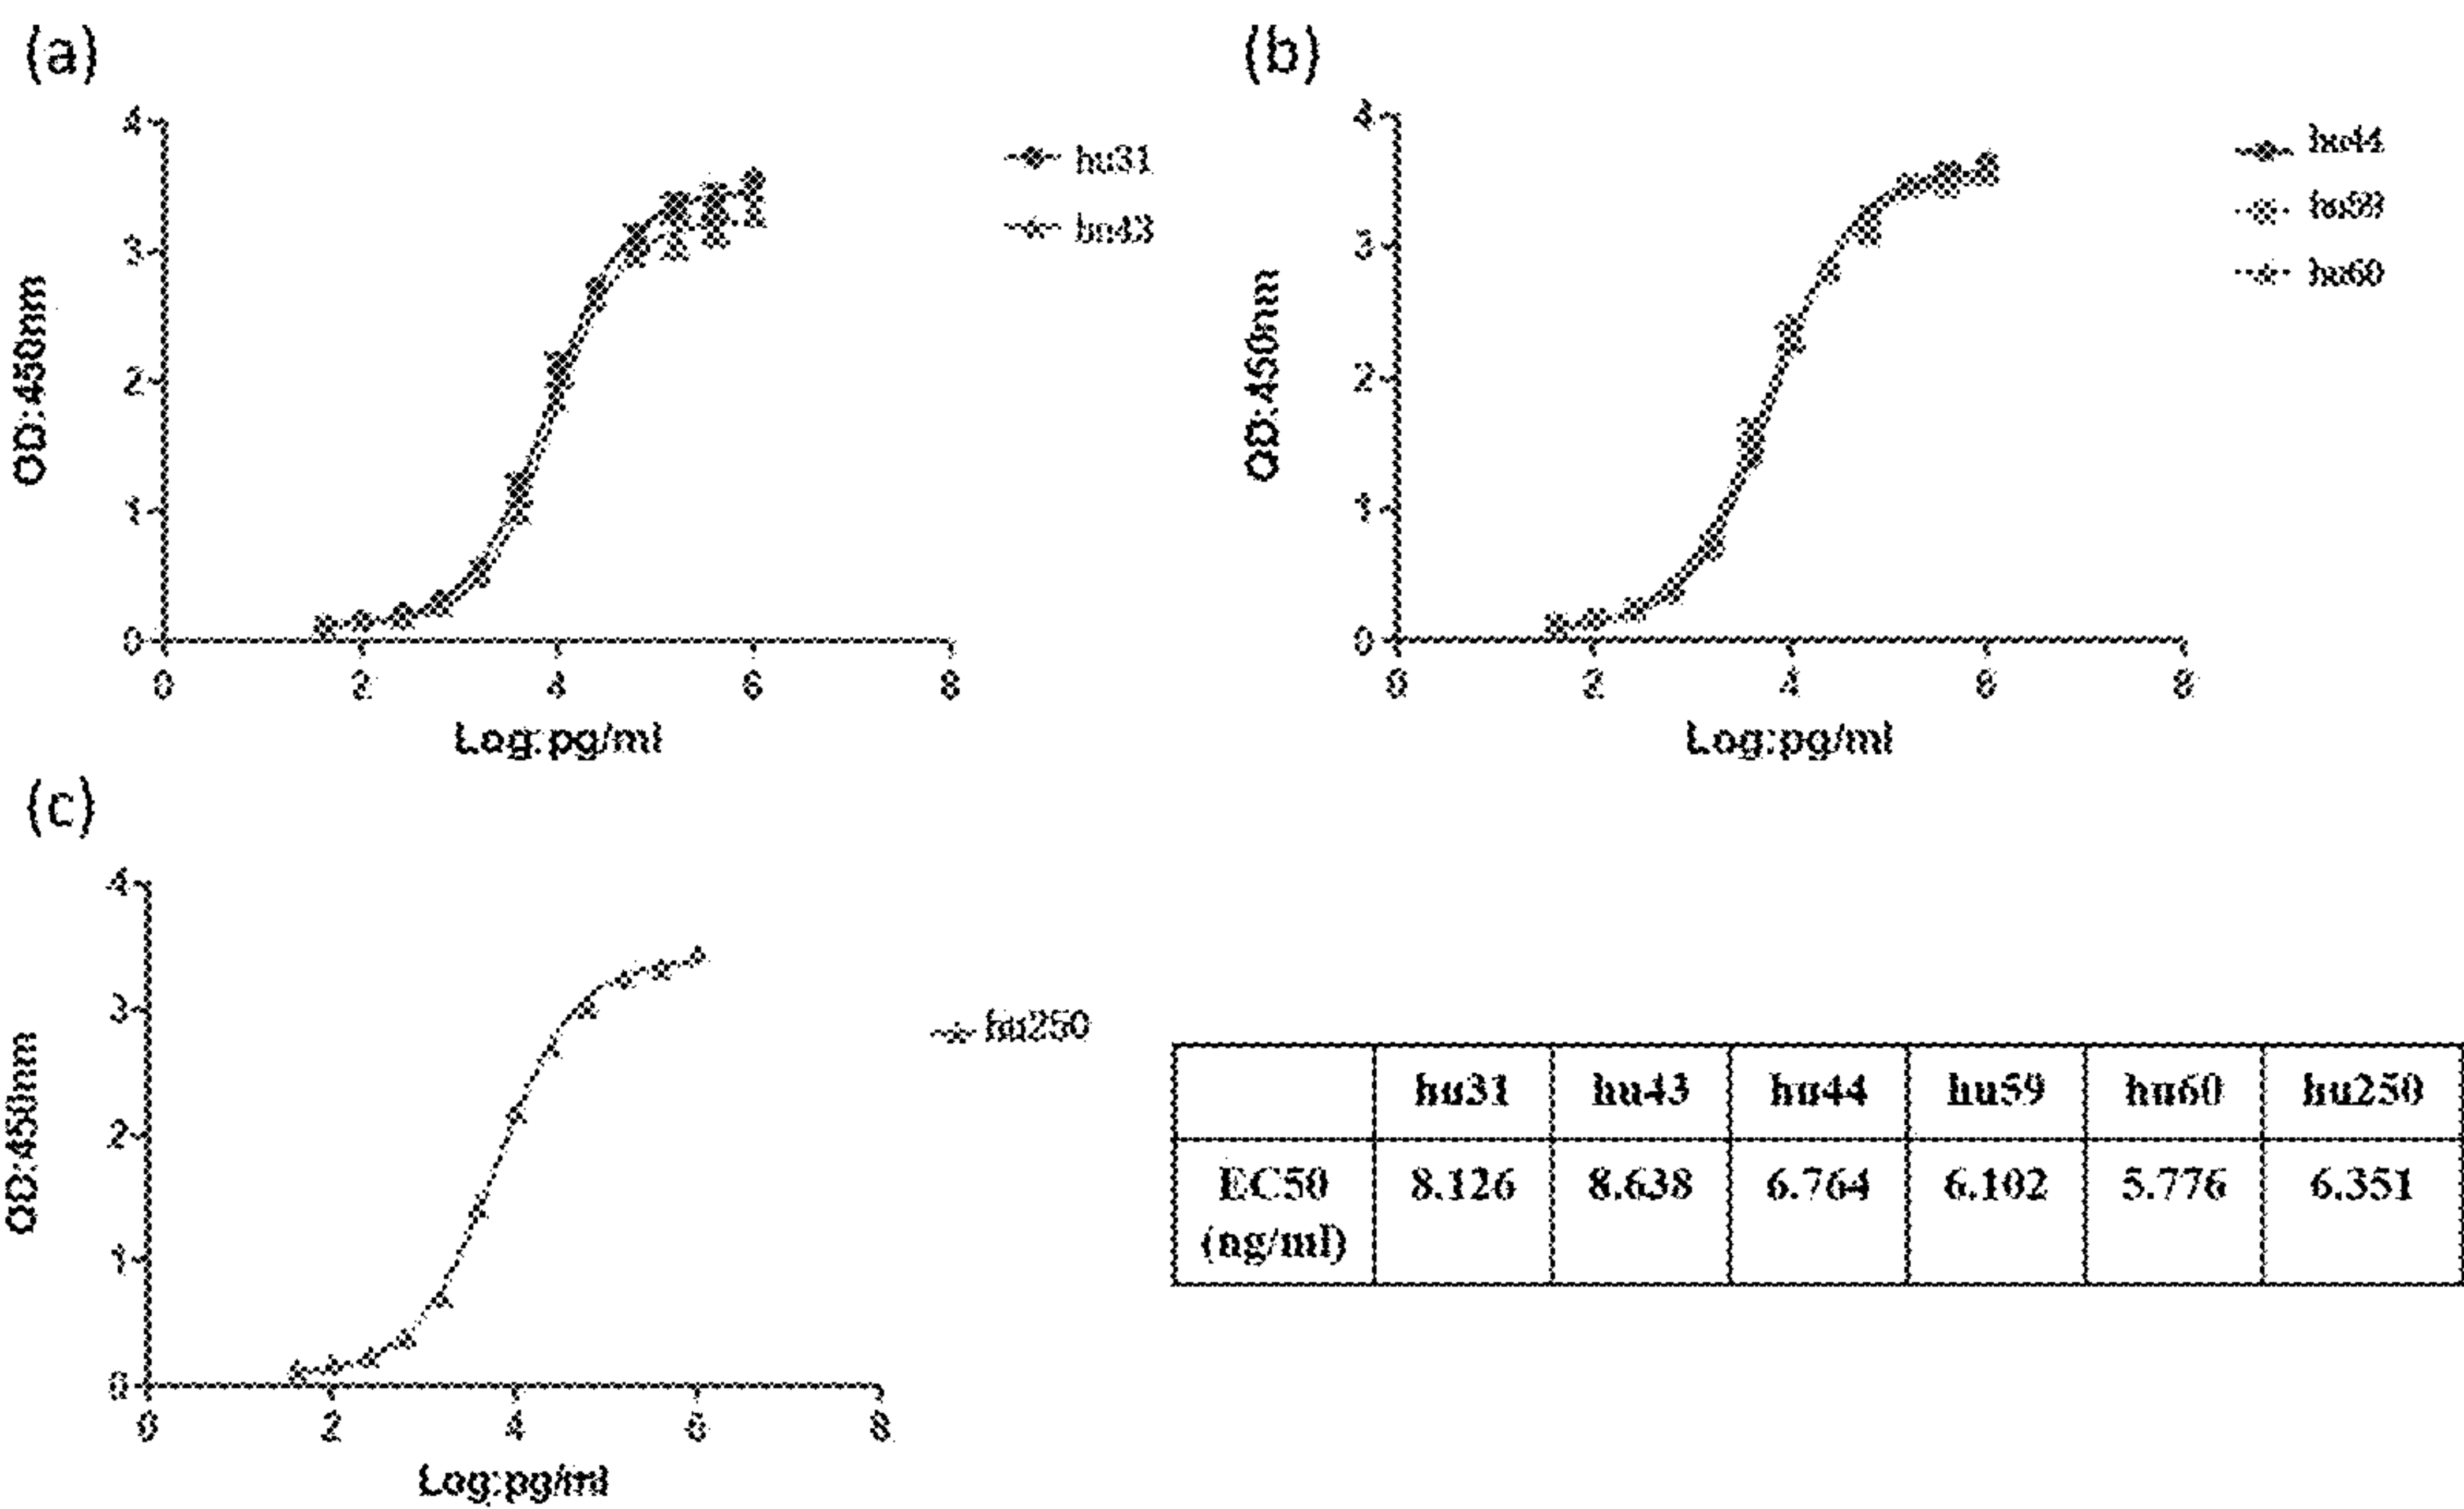 (a)
4
3
2
1
0
OD:450nm
0 2 4 6 8
Log:pg/ml
hu31
hu43
(b)
4
3
2
1
0
OD:450nm
0 2 4 6 8
Log:pg/ml
hu44
hu59
hu60
(c)
4
3
2
1
0
OD:450nm
0 2 4 6 8
Log:pg/ml
hu250
hu31 hu43 hu44 hu59 hu60 hu250
EC50 8.126 8.638 6.764 6.102 5.776 6.351
(ng/ml)